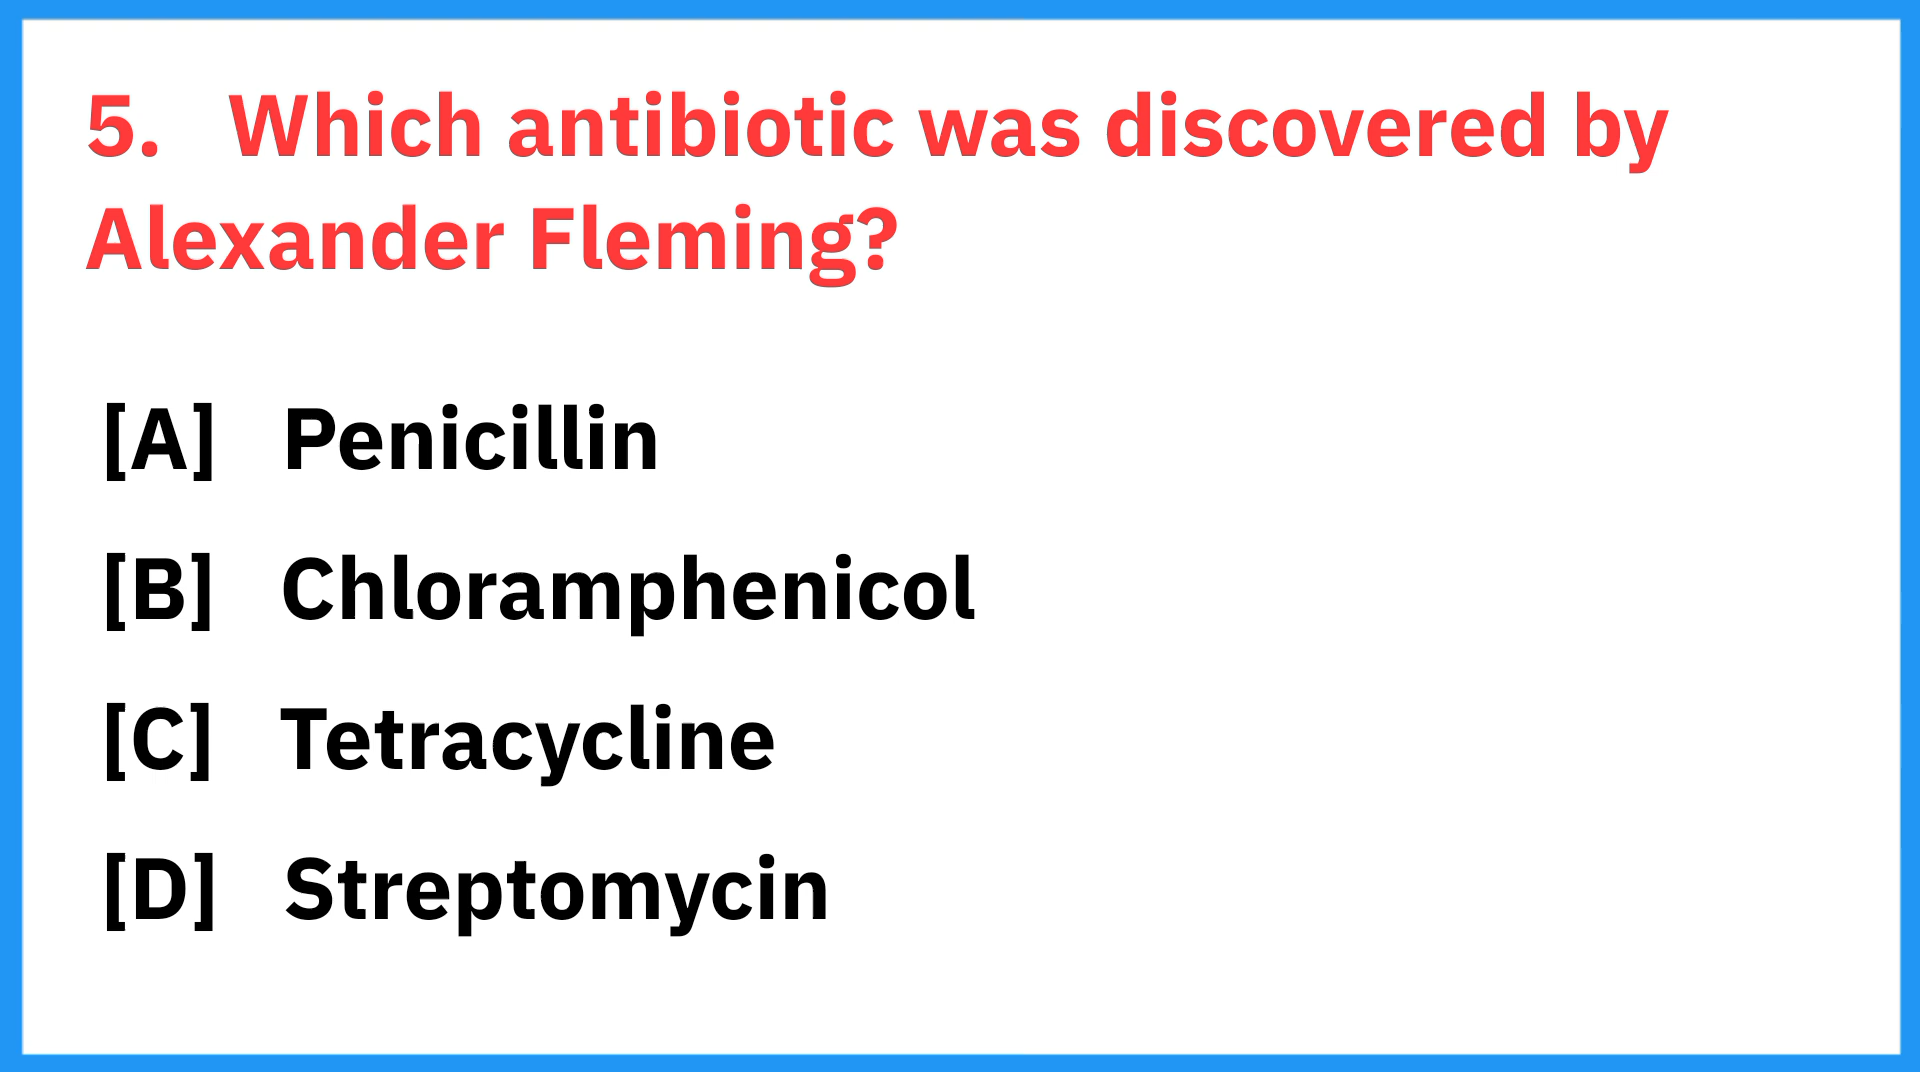 5. Which antibiotic was discovered by
Alexander Fleming?
[A] Penicillin
[B] Chloramphenicol
[C] Tetracycline
[D] Streptomycin